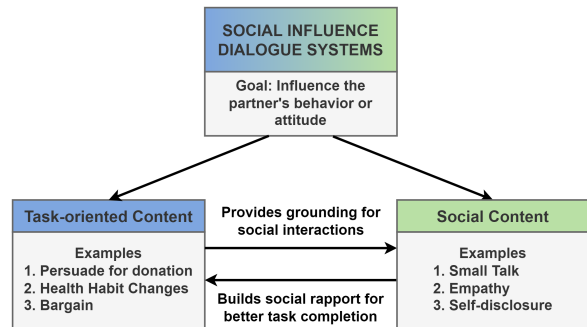 SOCIAL INFLUENCE
DIALOGUE SYSTEMS
Goal: Influence the
partner's behavior or
attitude
Task-oriented Content
Examples
1. Persuade for donation
2. Health Habit Changes
3. Bargain
Provides grounding for
social interactions
Builds social rapport for
better task completion
Social Content
Examples
1. Small Talk
2. Empathy
3. Self-disclosure